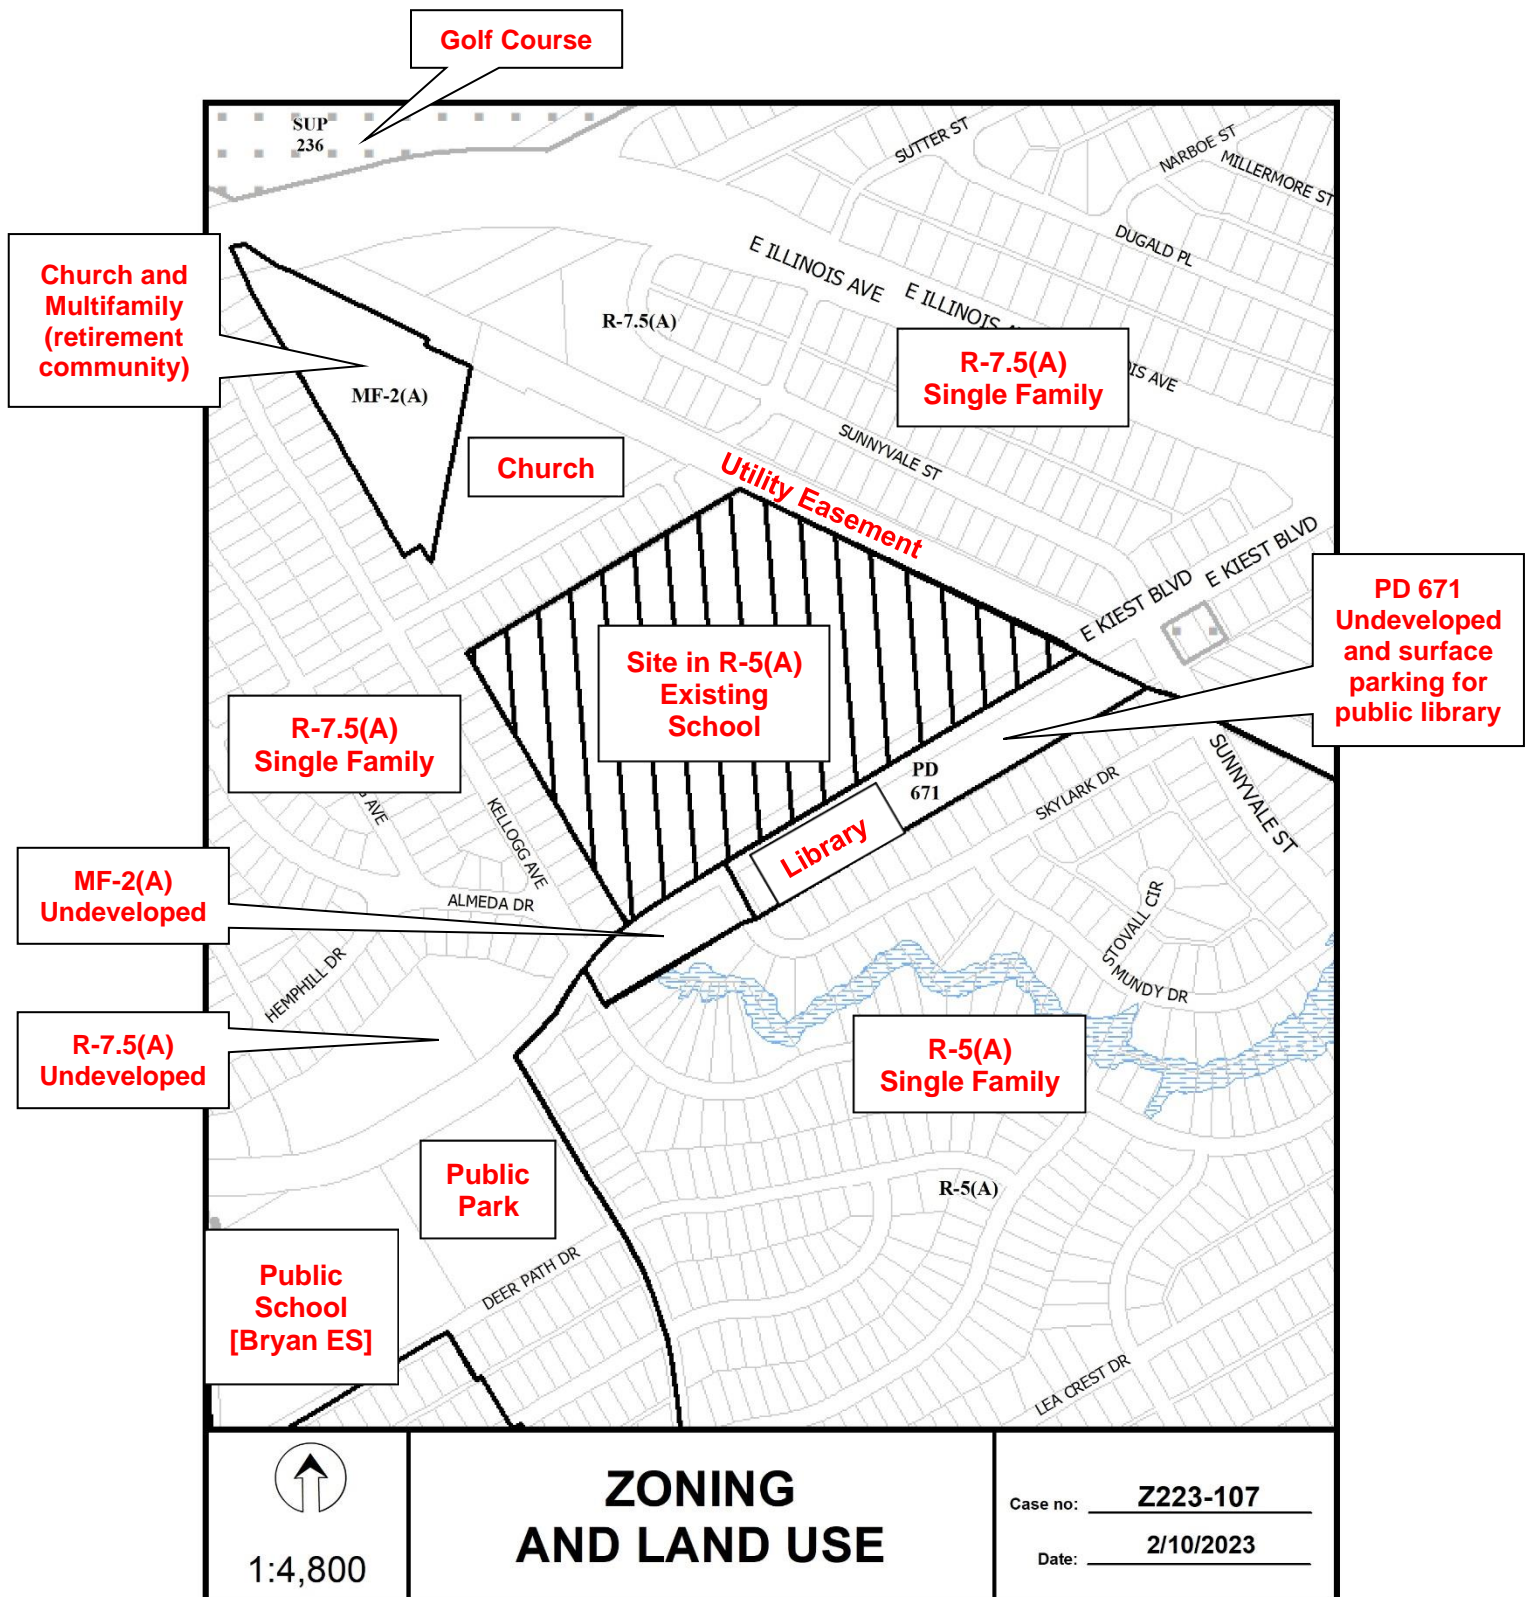 Golf Course
SUP
236
SUTTER ST
NARBOE ST
MILLERMORE ST
DUGALD PL
E ILLINOIS AVE
E ILLINOIS
IS AVE
Church and
Multifamily
(retirement
community)
R-7.5(A)
R-7.5(A)
Single Family
MF-2(A)
SUNNYVALE ST
Church
Utility Easement
E KIEST BLVD
E KIEST BLVD
PD 671
Undeveloped
and surface
parking for
public library
Site in R-5(A)
Existing
School
R-7.5(A)
Single Family
AVE
KELLOGG AVE
PD
671
SKYLARK DR
SUNNYVALE ST
Library
MF-2(A)
Undeveloped
ALMEDA DR
STOVALL CIR
MUNDY DR
HEMPHILL DR
R-7.5(A)
Undeveloped
R-5(A)
Single Family
Public
Park
R-5(A)
DEER PATH DR
Public
School
[Bryan ES]
LEA CREST DR
1:4,800
ZONING
AND LAND USE
Case no: Z223-107
Date: 2/10/2023